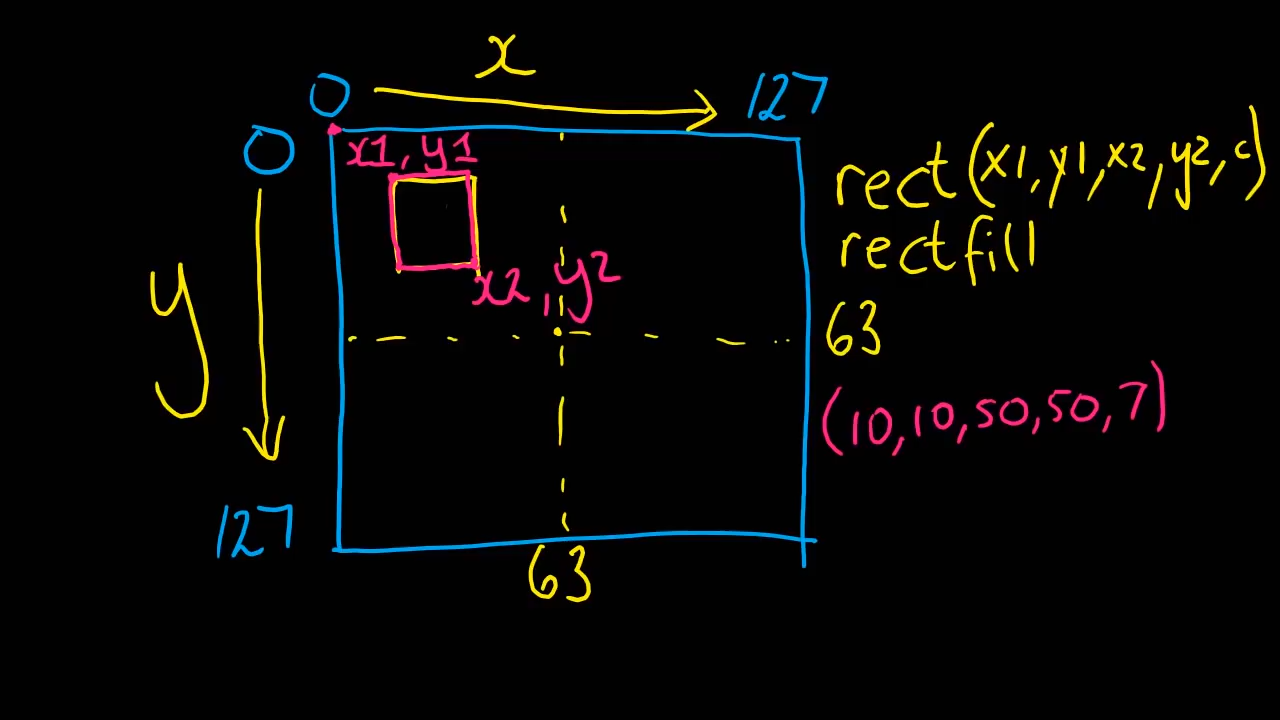 x
0
127
0
x1, y1
rect(x1,y1,x2,y2,c)
rectfill
x2,y2
y
63
(10,10,50,50,7)
127
63